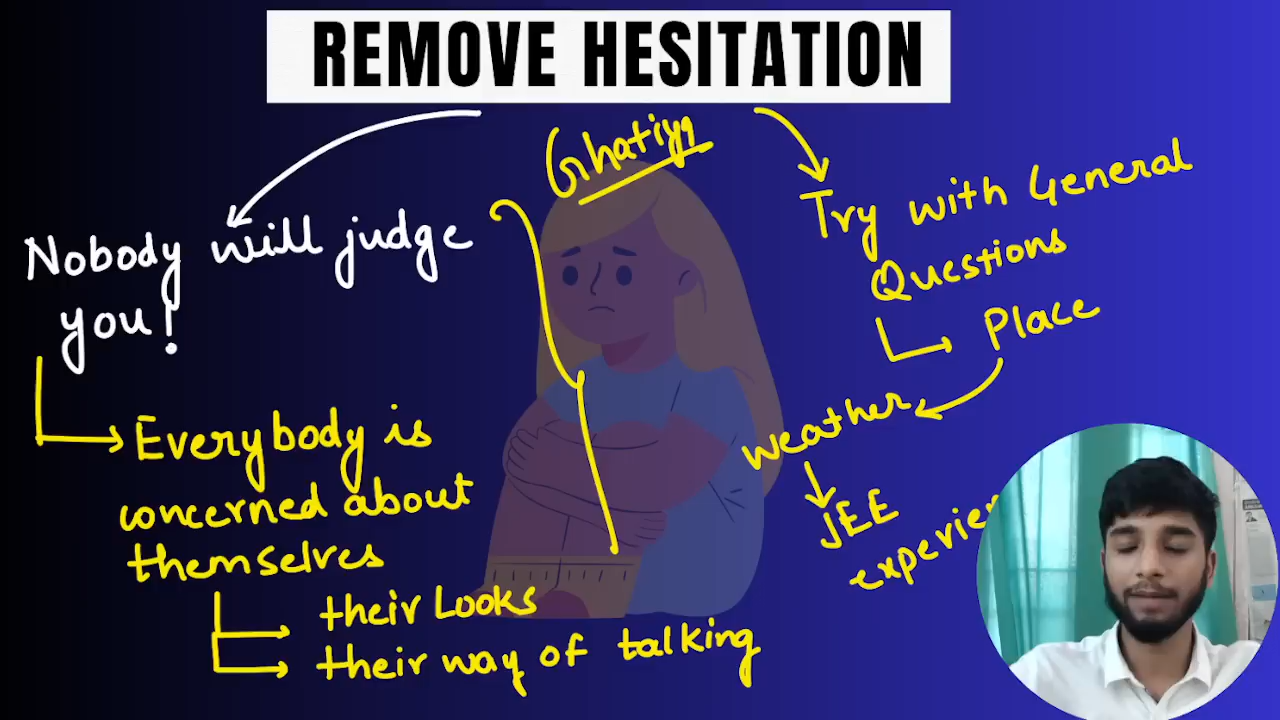 REMOVE HESITATION
Ghatiya
Nobody will judge
you!
Everybody is
concerned about
themselves
their Looks
their way of talking
Try with General
Questions
Place
weather
JEE
experien